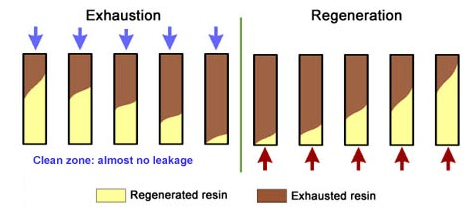 Exhaustion
Regeneration
Clean zone: almost no leakage
Regenerated resin
Exhausted resin